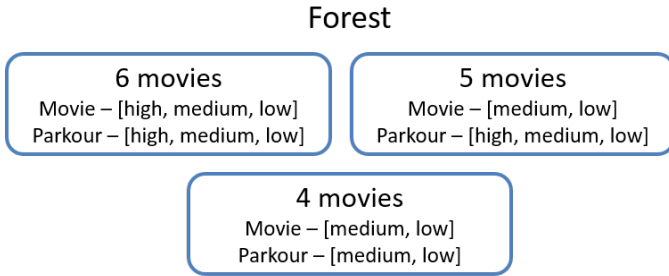 Forest
6 movies
Movie – [high, medium, low]
Parkour – [high, medium, low]
5 movies
Movie – [medium, low]
Parkour – [high, medium, low]
4 movies
Movie – [medium, low]
Parkour – [medium, low]